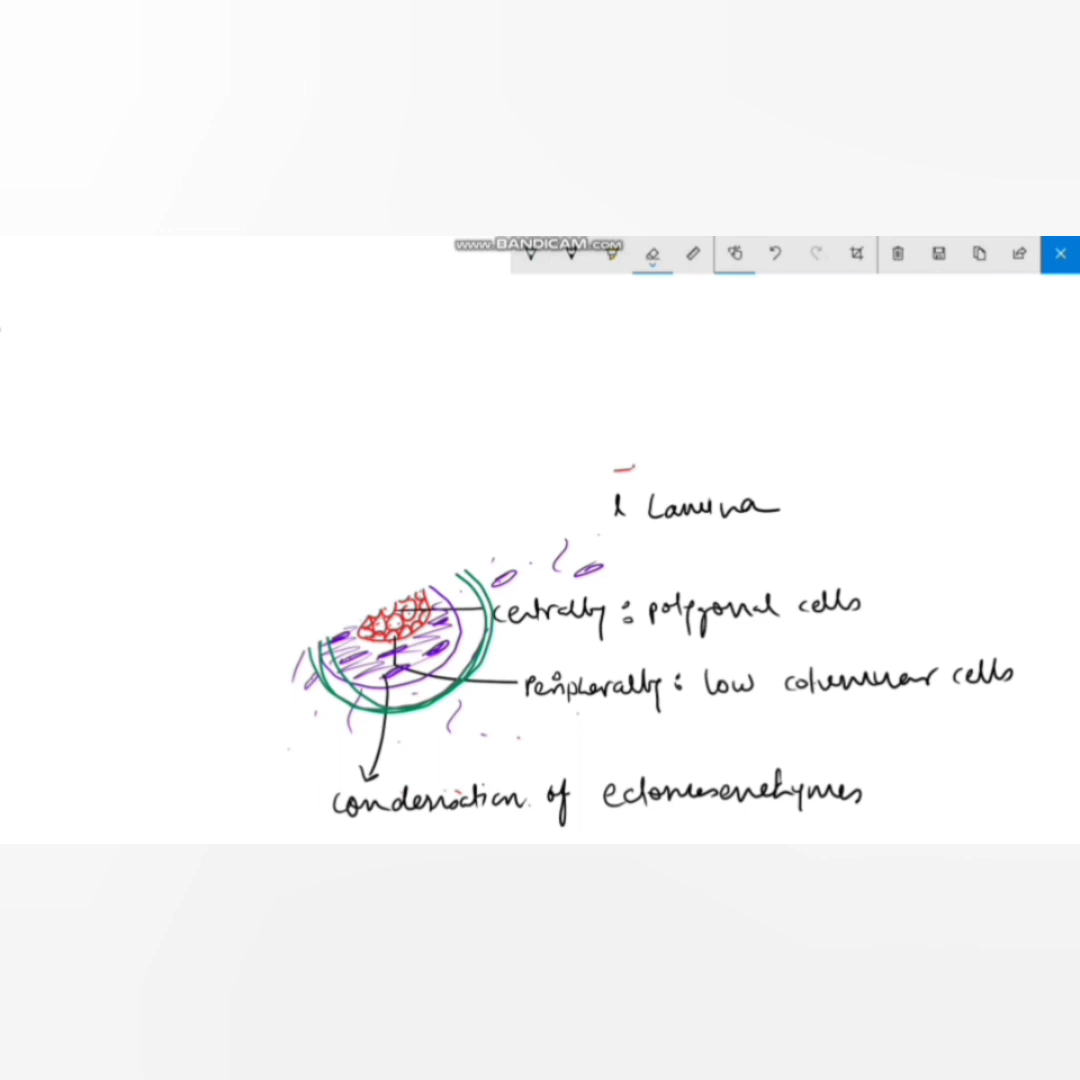 www.BANDICAM.com
l Lamina
centrally : polygonal cells
Peripherally : low columnar cells
condensation of ectomesenchymes